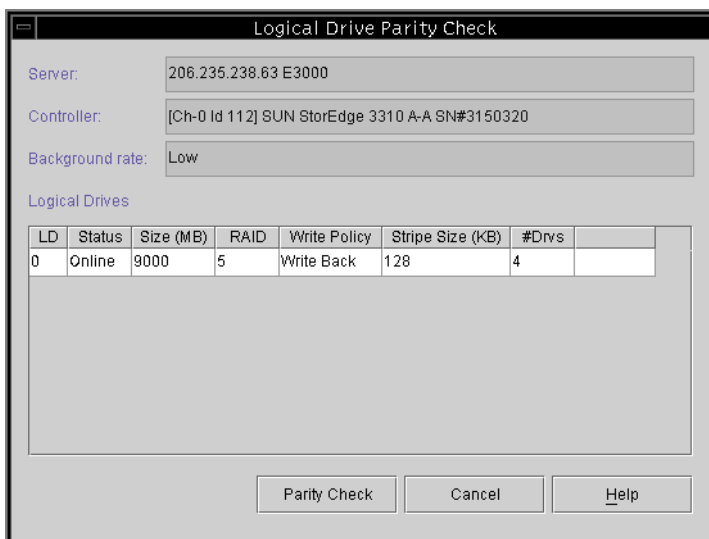 Logical Drive Parity Check
Server: 206.235.238.63 E3000
Controller: [Ch-0 Id 112] SUN StorEdge 3310 A-A SN#3150320
Background rate: Low
Logical Drives
LD Status Size (MB) RAID Write Policy Stripe Size (KB) #Drvs
0 Online 9000 5 Write Back 128 4
Parity Check Cancel Help